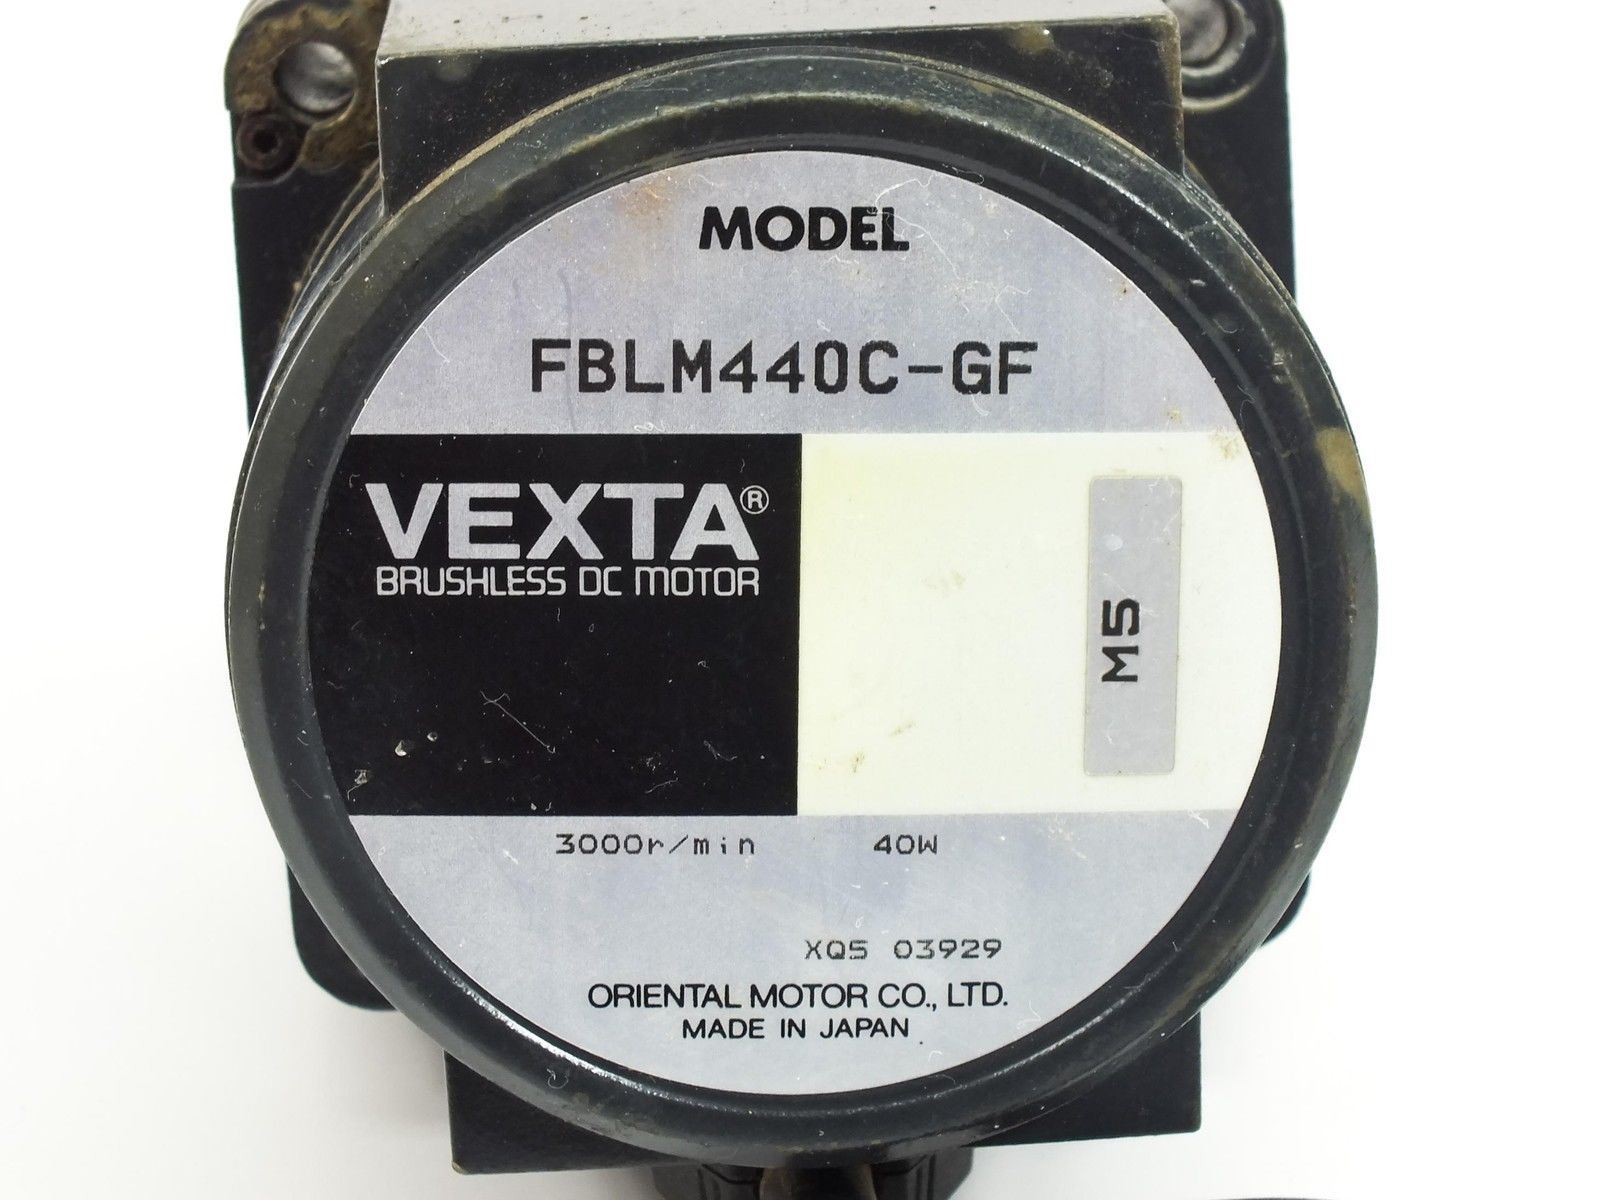 MODEL
FBLM440C-GF
VEXTA®
BRUSHLESS DC MOTOR
M5
3000r/min 40W
XQ5 03929
ORIENTAL MOTOR CO., LTD.
MADE IN JAPAN